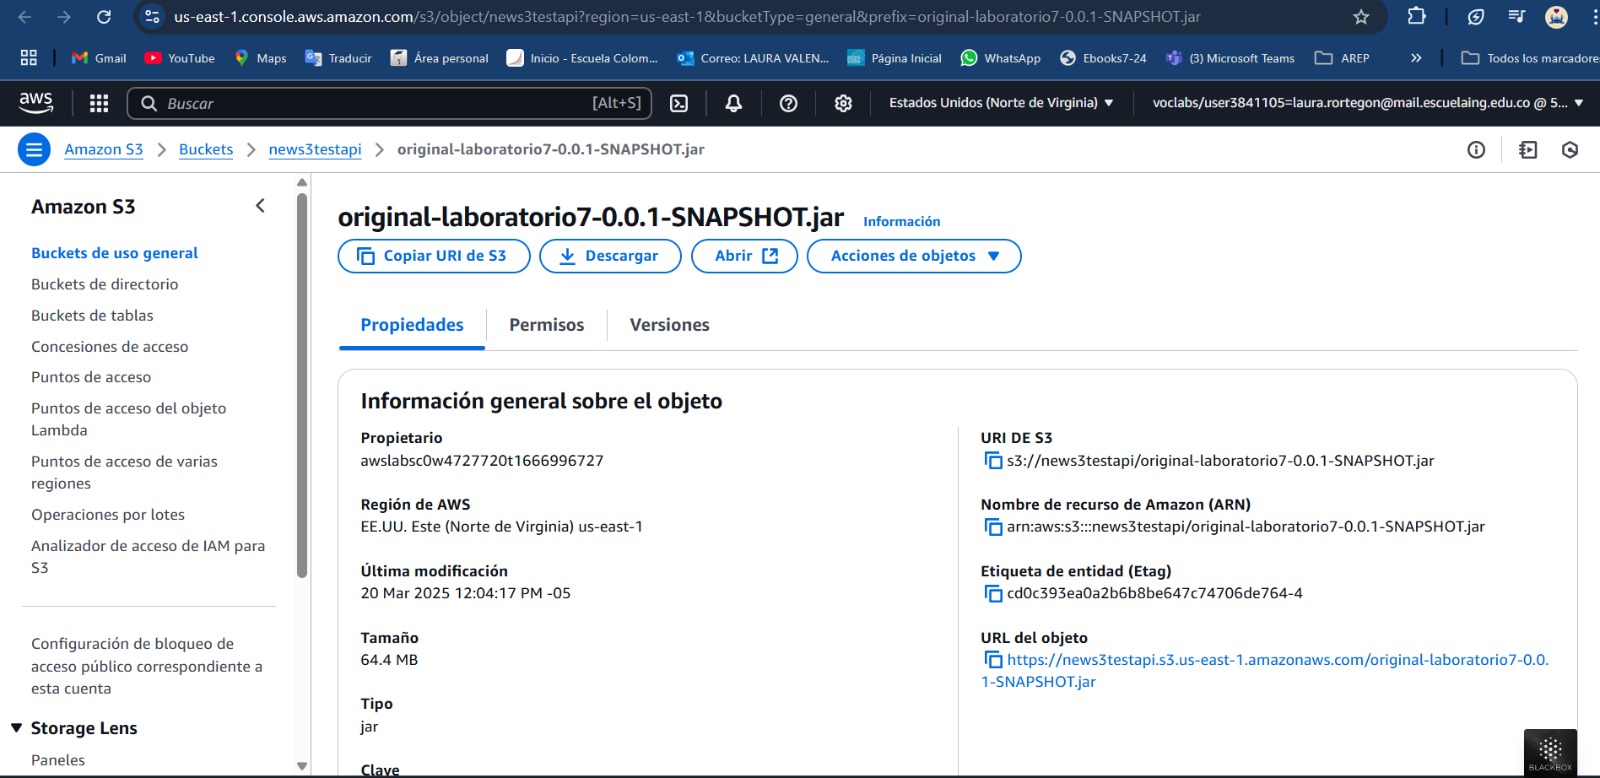 us-east-1.console.aws.amazon.com/s3/object/news3testapi?region=us-east-1&bucketType=general&prefix=original-laboratorio7-0.0.1-SNAPSHOT.jar
Gmail
YouTube
Maps
Traducir
Área personal
Inicio - Escuela Colom...
Correo: LAURA VALEN...
Página Inicial
WhatsApp
Ebooks7-24
(3) Microsoft Teams
AREP
»
Todos los marcadores
aws
Buscar
[Alt+S]
Estados Unidos (Norte de Virginia)
voclabs/user3841105=laura.rortegon@mail.escuelaing.edu.co @ 5...
Amazon S3
Buckets
news3testapi
original-laboratorio7-0.0.1-SNAPSHOT.jar
Amazon S3
Buckets de uso general
Buckets de directorio
Buckets de tablas
Concesiones de acceso
Puntos de acceso
Puntos de acceso del objeto
Lambda
Puntos de acceso de varias
regiones
Operaciones por lotes
Analizador de acceso de IAM para
S3
Configuración de bloqueo de
acceso público correspondiente a
esta cuenta
Storage Lens
Paneles
original-laboratorio7-0.0.1-SNAPSHOT.jar
Información
Copiar URI de S3
Descargar
Abrir
Acciones de objetos
Propiedades
Permisos
Versiones
Información general sobre el objeto
Propietario
awslabsc0w4727720t1666996727
Región de AWS
EE.UU. Este (Norte de Virginia) us-east-1
Última modificación
20 Mar 2025 12:04:17 PM -05
Tamaño
64.4 MB
Tipo
jar
Clave
URI DE S3
s3://news3testapi/original-laboratorio7-0.0.1-SNAPSHOT.jar
Nombre de recurso de Amazon (ARN)
arn:aws:s3:::news3testapi/original-laboratorio7-0.0.1-SNAPSHOT.jar
Etiqueta de entidad (Etag)
cd0c393ea0a2b6b8be647c74706de764-4
URL del objeto
https://news3testapi.s3.us-east-1.amazonaws.com/original-laboratorio7-0.0.
1-SNAPSHOT.jar
BLACKBOX